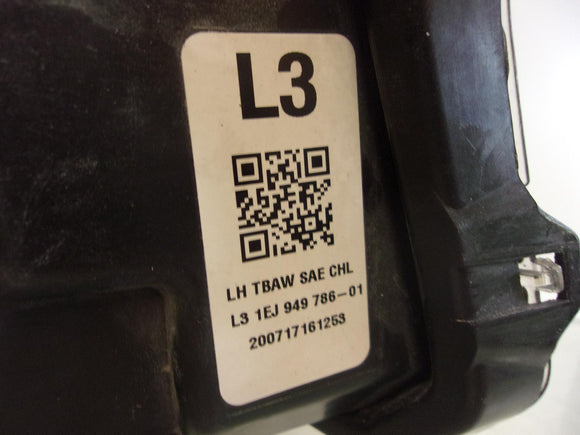 L3
LH TBAW SAE CHL
L3 1EJ 949 786-01
200717161253